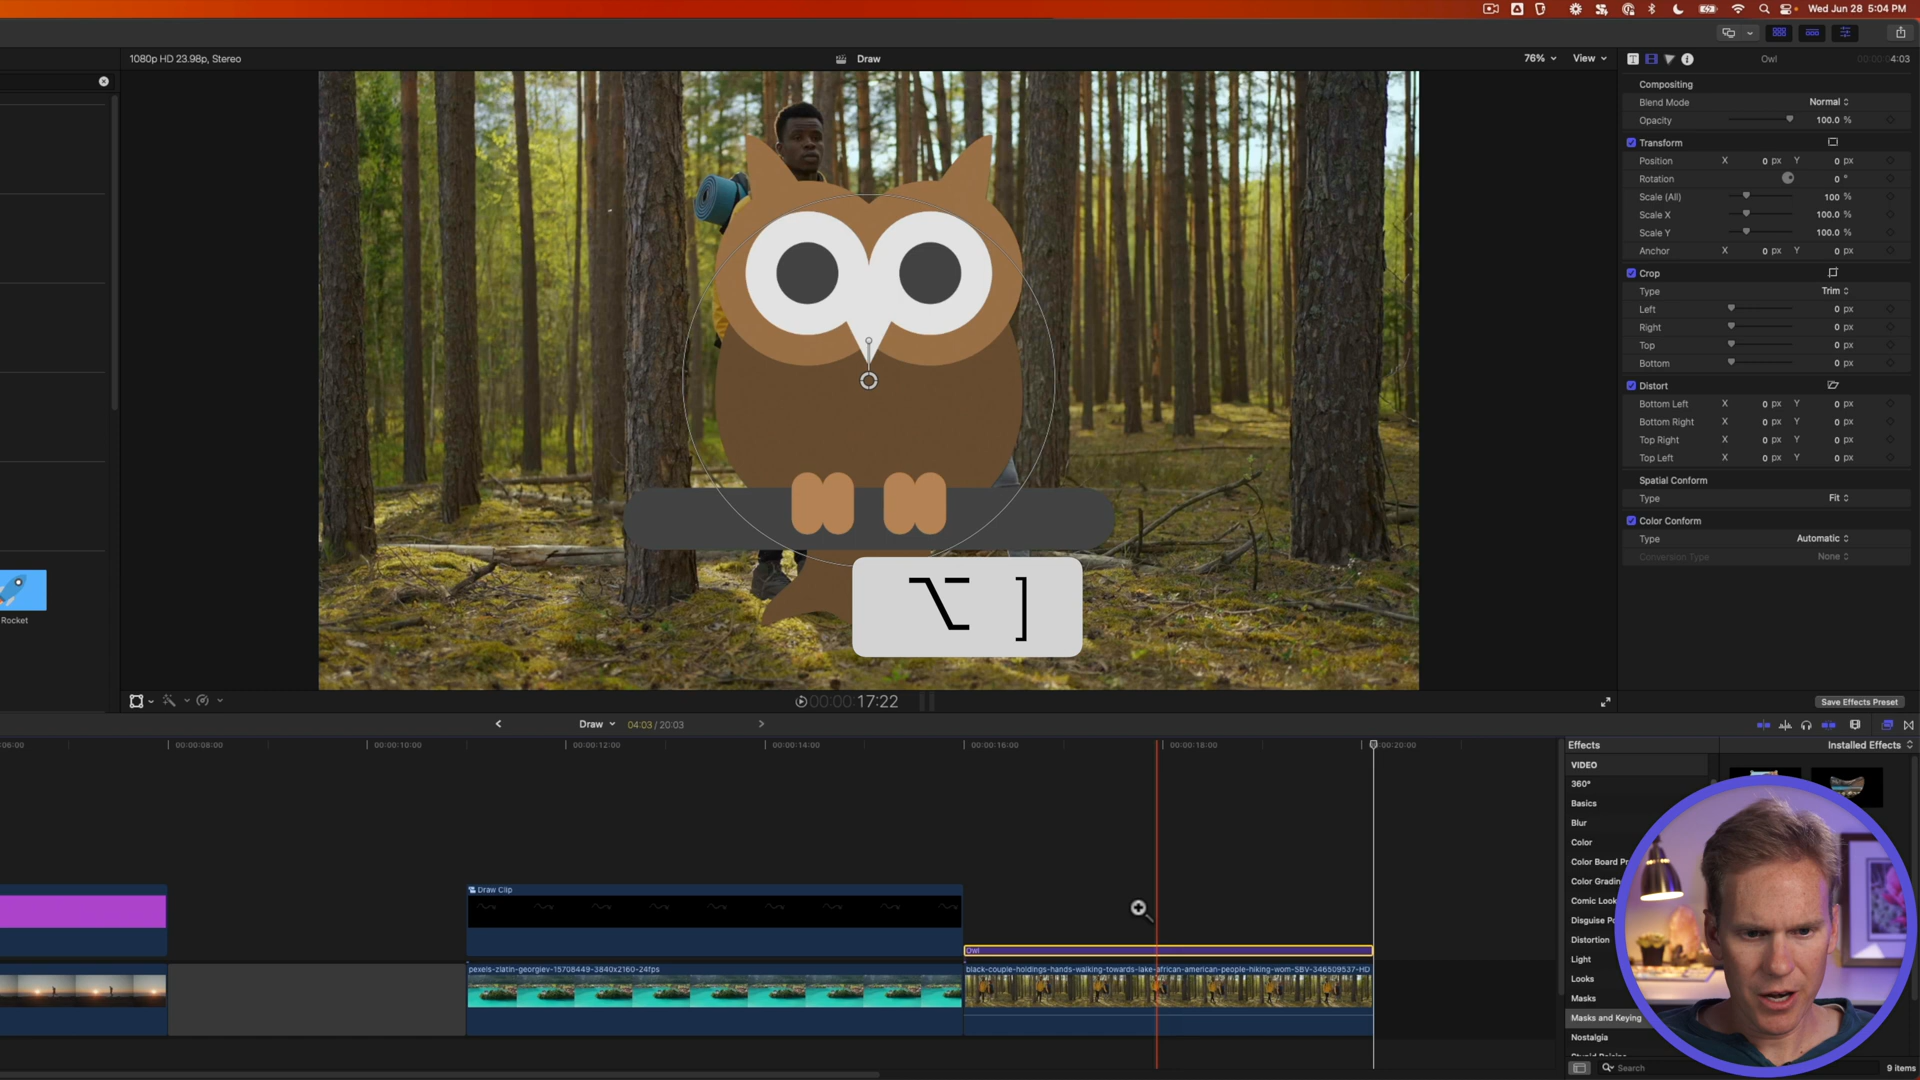 Wed Jun 28 5:04 PM
1080p HD 23.98p, Stereo
Draw
76%
View
Owl
4:03
Compositing
Blend Mode
Normal
Opacity
100.0 %
Transform
Position
X
0 px
Y
0 px
Rotation
0 °
Scale (All)
100 %
Scale X
100.0 %
Scale Y
100.0 %
Anchor
X
0 px
Y
0 px
Crop
Type
Trim
Left
0 px
Right
0 px
Top
0 px
Bottom
0 px
Distort
Bottom Left
X
0 px
Y
0 px
Bottom Right
X
0 px
Y
0 px
Top Right
X
0 px
Y
0 px
Top Left
X
0 px
Y
0 px
Spatial Conform
Type
Fit
Color Conform
Type
Automatic
Conversion Type
None
Save Effects Preset
Rocket
⌥ ]
00:00:17:22
Draw
04:03 / 20:03
:06:00
00:00:08:00
00:00:10:00
00:00:12:00
00:00:14:00
00:00:16:00
00:00:18:00
0:00:20:00
Draw Clip
Owl
pexels-zlatin-georgiev-15708449-3840x2160-24fps
black-couple-holdings-hands-walking-towards-lake-african-american-people-hiking-wom-SBV-346509537-HD
Effects
Installed Effects
VIDEO
360°
Basics
Blur
Color
Color Board Pr
Color Gradin
Comic Look
Disguise
Distortion
Light
Looks
Masks
Masks and Keying
Nostalgia
Search
9 items